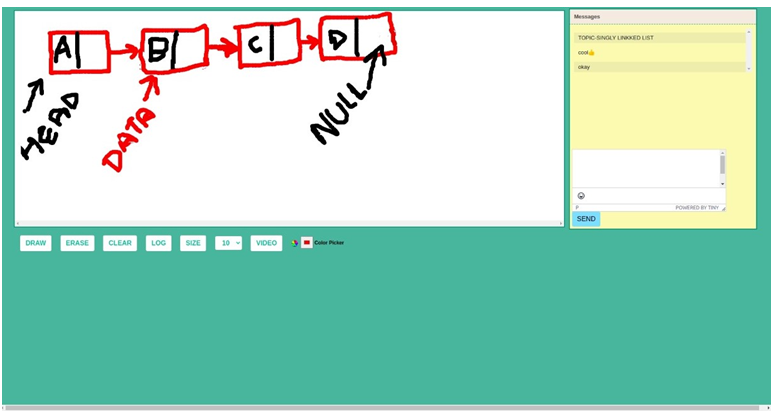 A
B
C
D
HEAD
DATA
NULL
Messages
TOPIC-SINGLY LINKKED LIST
cool👍
okay
P
POWERED BY TINY
SEND
DRAW
ERASE
CLEAR
LOG
SIZE
10
VIDEO
Color Picker